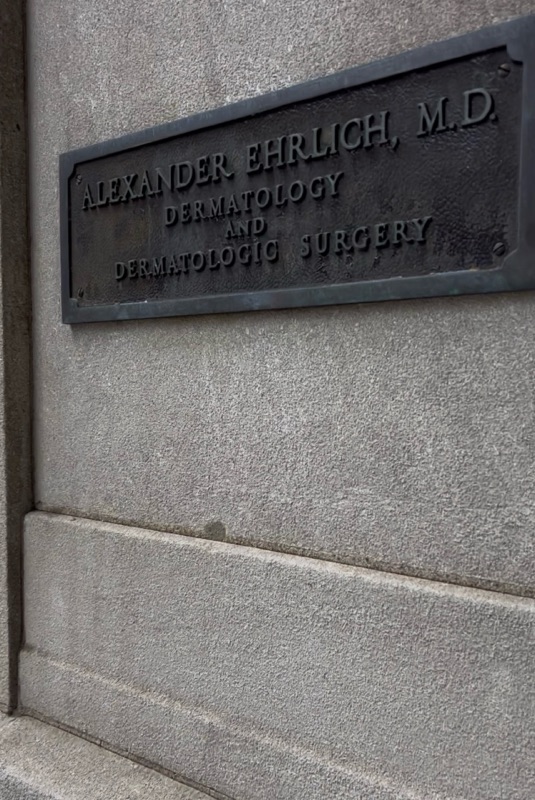 ALEXANDER EHRLICH, M.D.
DERMATOLOGY
AND
DERMATOLOGIC SURGERY